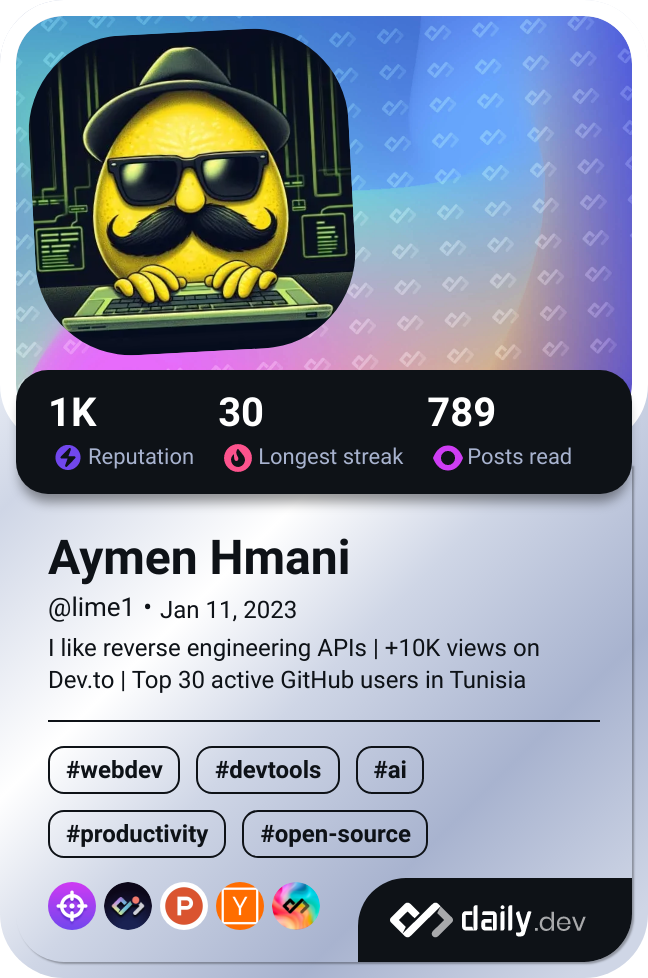 1K 30 789
Reputation Longest streak Posts read
Aymen Hmani
@lime1 • Jan 11, 2023
I like reverse engineering APIs | +10K views on
Dev.to | Top 30 active GitHub users in Tunisia
#webdev #devtools #ai
#productivity #open-source
P Y
daily.dev